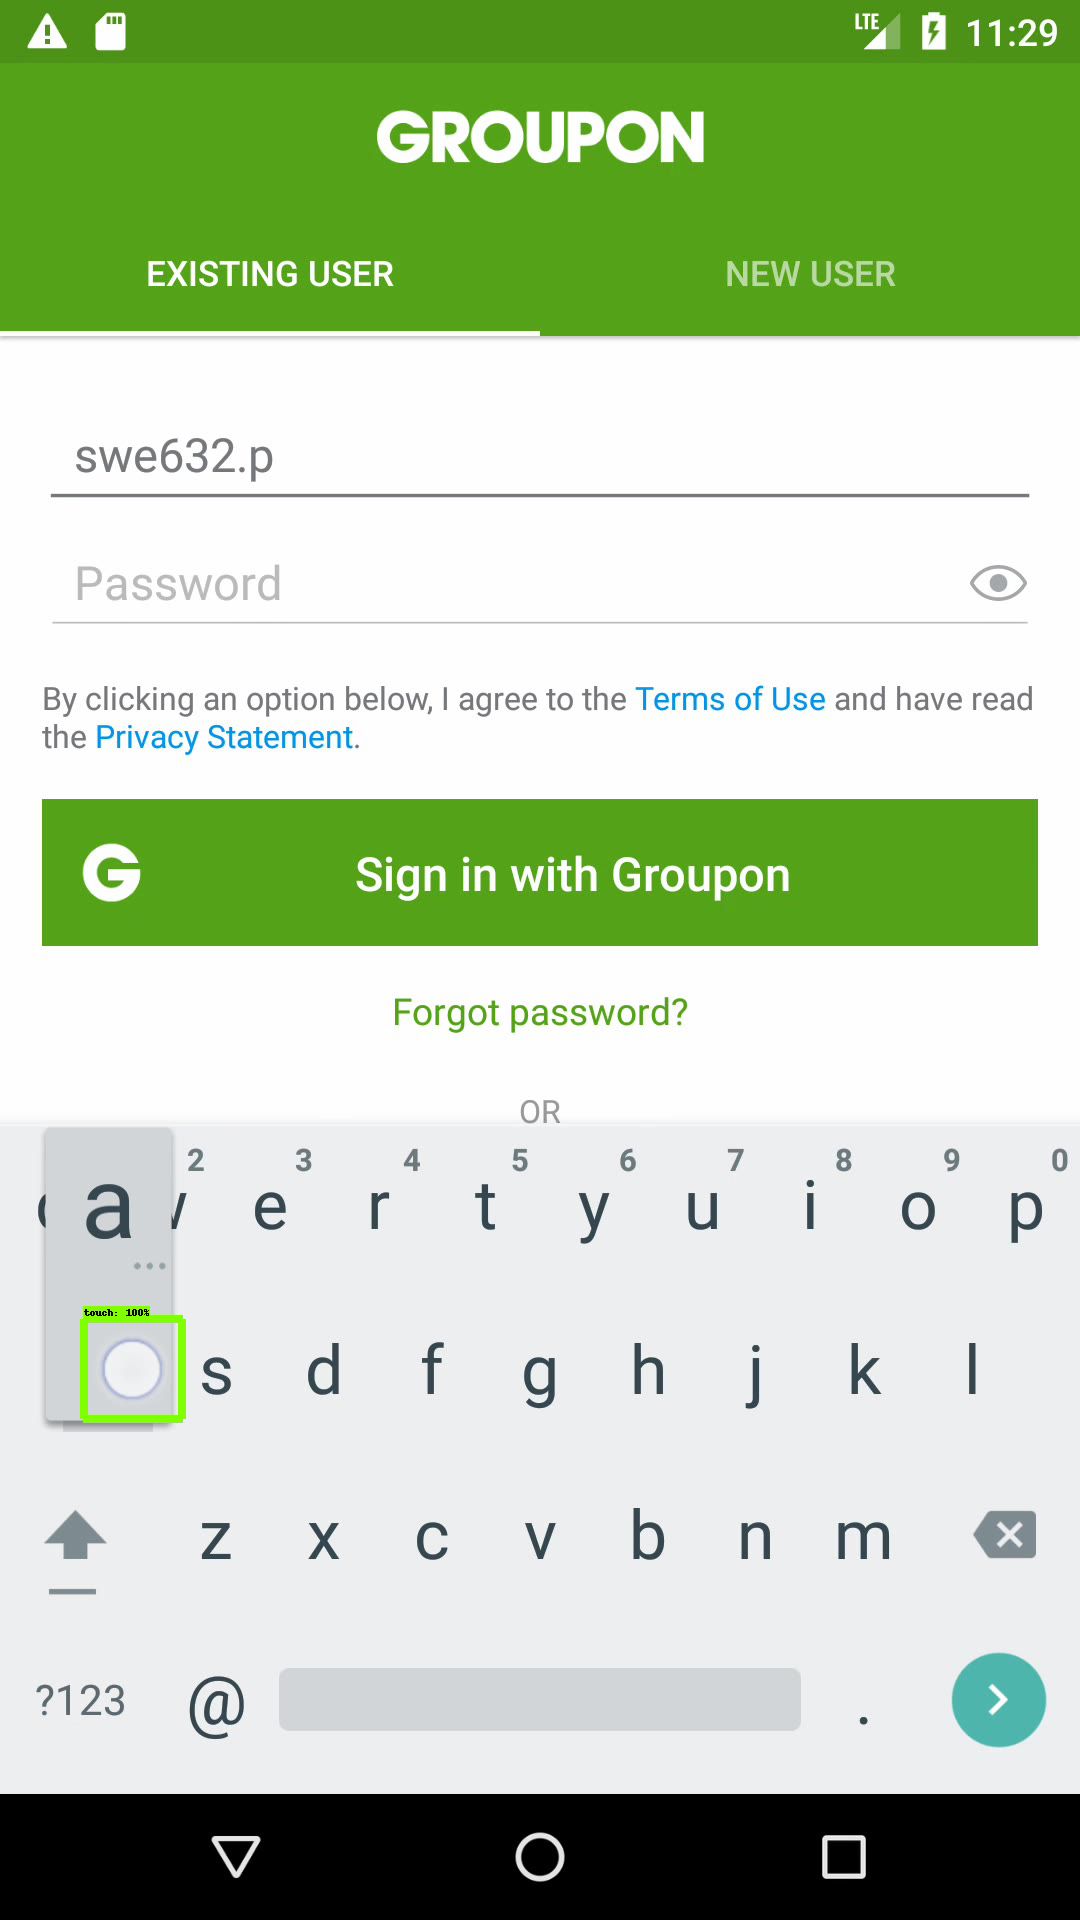 LTE 11:29
GROUPON
EXISTING USER NEW USER
swe632.p
Password
By clicking an option below, I agree to the Terms of Use and have read
the Privacy Statement.
G Sign in with Groupon
Forgot password?
OR
2 3 4 5 6 7 8 9 0
a e r t y u i o p
touch: 100%
s d f g h j k l
z x c v b n m
?123 @ .